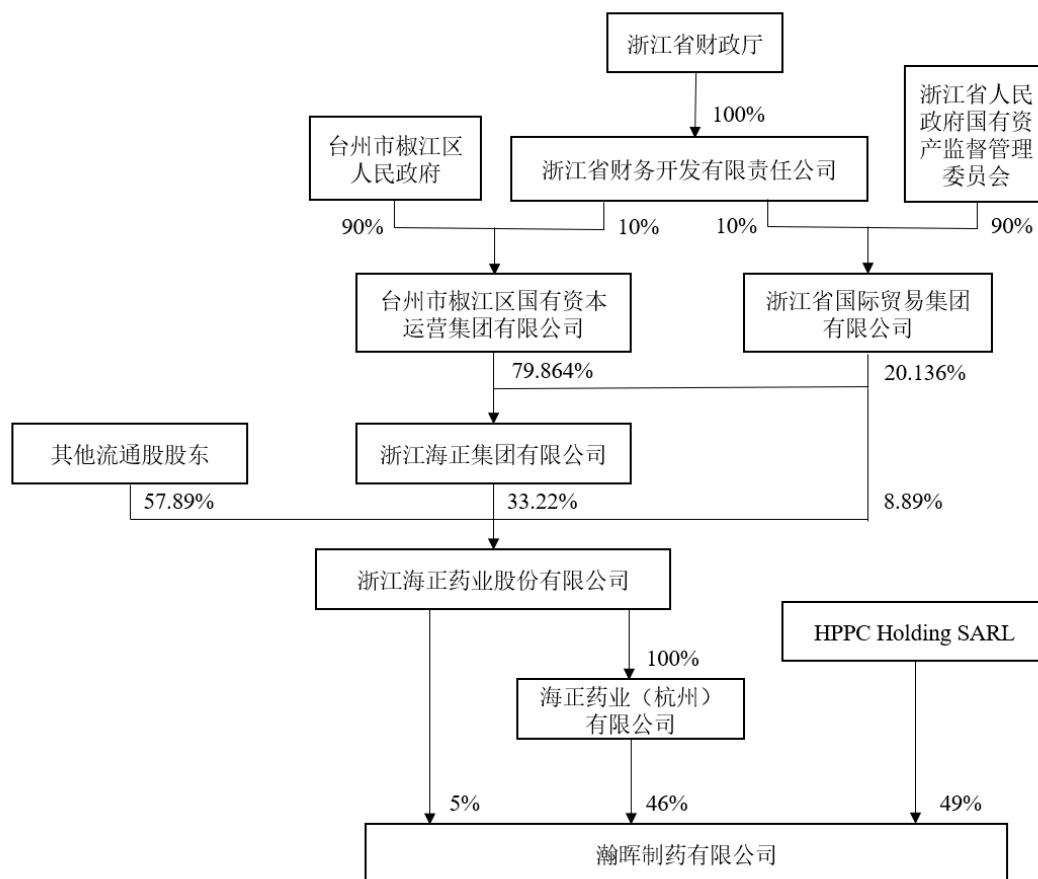 浙江省财政厅
100%
浙江省人民
政府国有资
产监督管理
委员会
台州市椒江区
人民政府
浙江省财务开发有限责任公司
90%
10%
10%
90%
台州市椒江区国有资本
运营集团有限公司
浙江省国际贸易集团
有限公司
79.864%
20.136%
其他流通股股东
浙江海正集团有限公司
57.89%
33.22%
8.89%
浙江海正药业股份有限公司
HPPC Holding SARL
100%
海正药业（杭州）
有限公司
5%
46%
49%
瀚晖制药有限公司